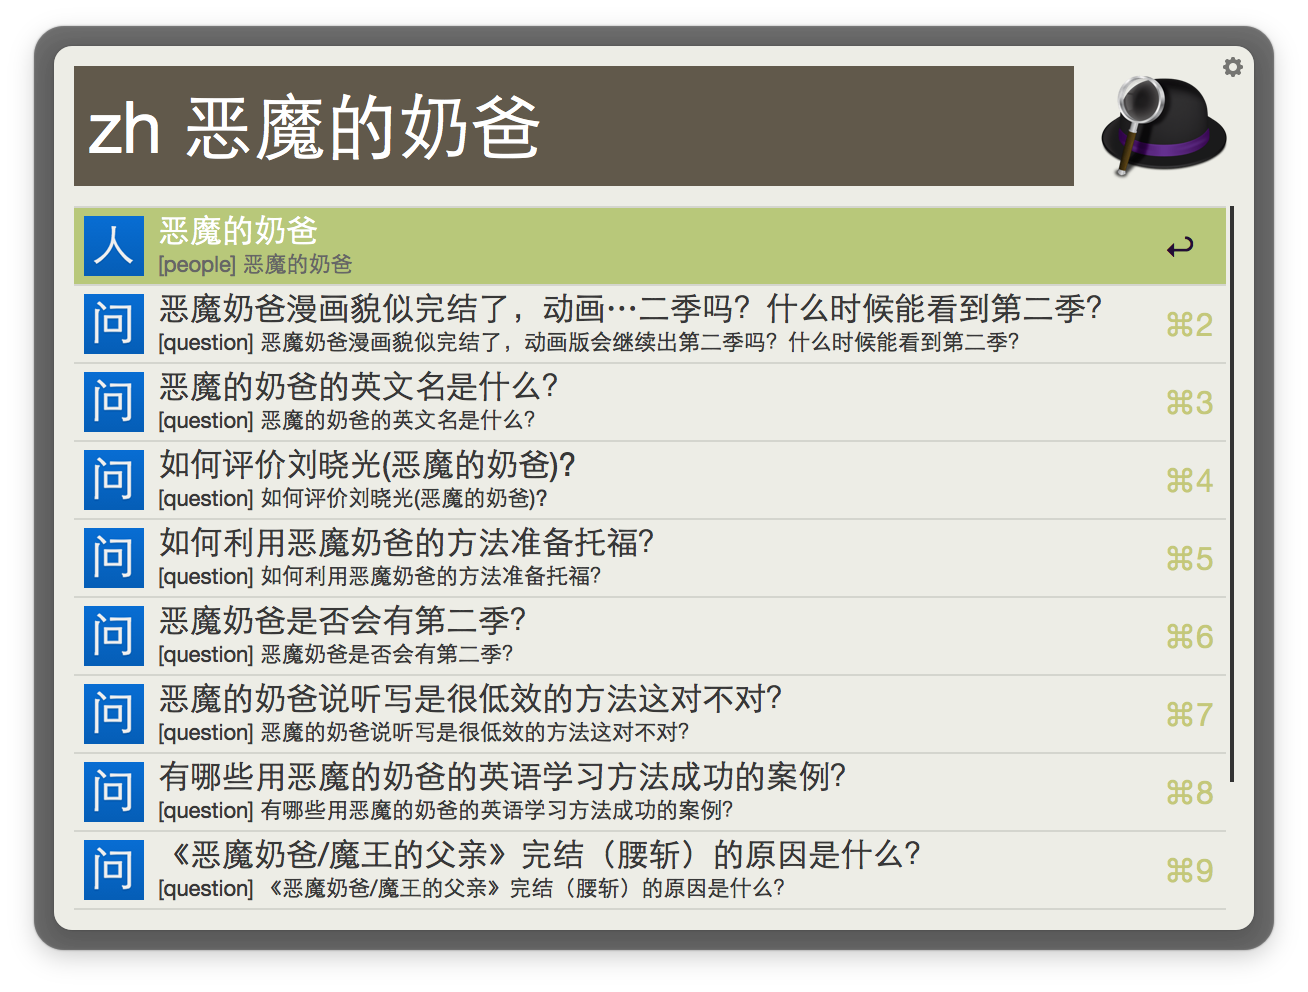 zh 恶魔的奶爸
人
恶魔的奶爸
[people] 恶魔的奶爸
问
恶魔奶爸漫画貌似完结了，动画…二季吗？什么时候能看到第二季？
⌘2
[question] 恶魔奶爸漫画貌似完结了，动画版会继续出第二季吗？什么时候能看到第二季？
问
恶魔的奶爸的英文名是什么？
⌘3
[question] 恶魔的奶爸的英文名是什么？
问
如何评价刘晓光(恶魔的奶爸)?
⌘4
[question] 如何评价刘晓光(恶魔的奶爸)?
问
如何利用恶魔奶爸的方法准备托福？
⌘5
[question] 如何利用恶魔奶爸的方法准备托福？
问
恶魔奶爸是否会有第二季？
⌘6
[question] 恶魔奶爸是否会有第二季？
问
恶魔的奶爸说听写是很低效的方法这对不对？
⌘7
[question] 恶魔的奶爸说听写是很低效的方法这对不对？
问
有哪些用恶魔的奶爸的英语学习方法成功的案例？
⌘8
[question] 有哪些用恶魔的奶爸的英语学习方法成功的案例？
问
《恶魔奶爸/魔王的父亲》完结（腰斩）的原因是什么？
⌘9
[question] 《恶魔奶爸/魔王的父亲》完结（腰斩）的原因是什么？